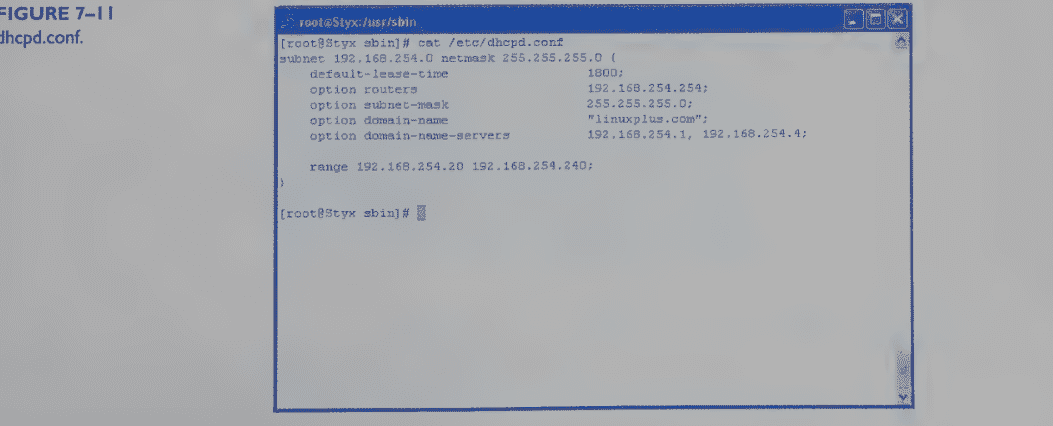 FIGURE 7–11
dhcpd.conf.
root@Styx:/usr/sbin
[root@Styx sbin]# cat /etc/dhcpd.conf
subnet 192.168.254.0 netmask 255.255.255.0 {
default-lease-time 1800;
option routers 192.168.254.254;
option subnet-mask 255.255.255.0;
option domain-name "linuxplus.com";
option domain-name-servers 192.168.254.1, 192.168.254.4;
range 192.168.254.20 192.168.254.240;
}
[root@Styx sbin]#